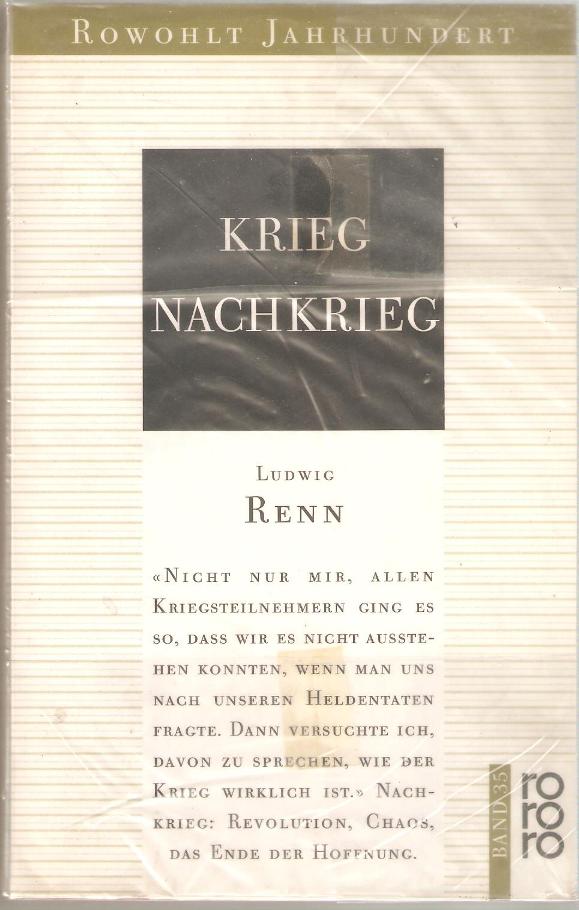 Rowohlt Jahrhundert
KRIEG
NACHKRIEG
Ludwig
Renn
«Nicht nur mir, allen
Kriegsteilnehmern ging es
so, dass wir es nicht ausste-
hen konnten, wenn man uns
nach unseren Heldentaten
fragte. Dann versuchte ich,
davon zu sprechen, wie der
Krieg wirklich ist.» Nach-
krieg: Revolution, Chaos,
das Ende der Hoffnung.
BAND 35
ro
ro
ro